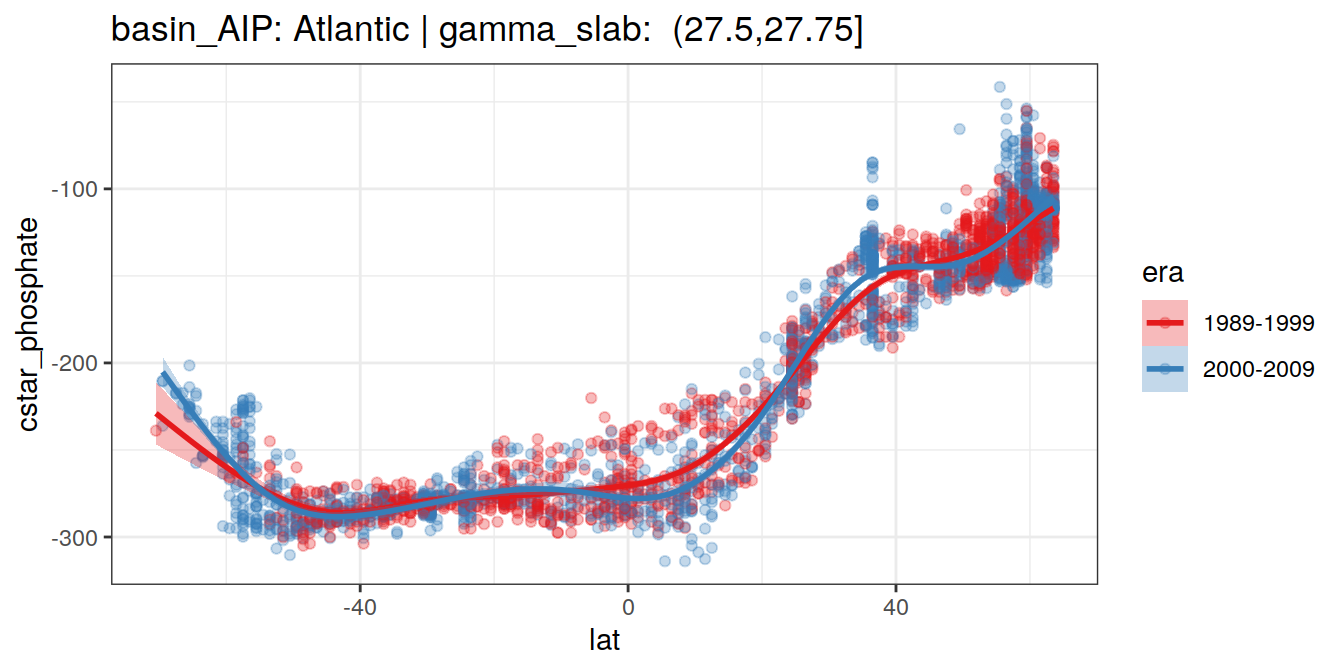 basin_AIP: Atlantic | gamma_slab:  (27.5,27.75]
cstar_phosphate
-100
-200
-300
-40
0
40
lat
era
1989-1999
2000-2009